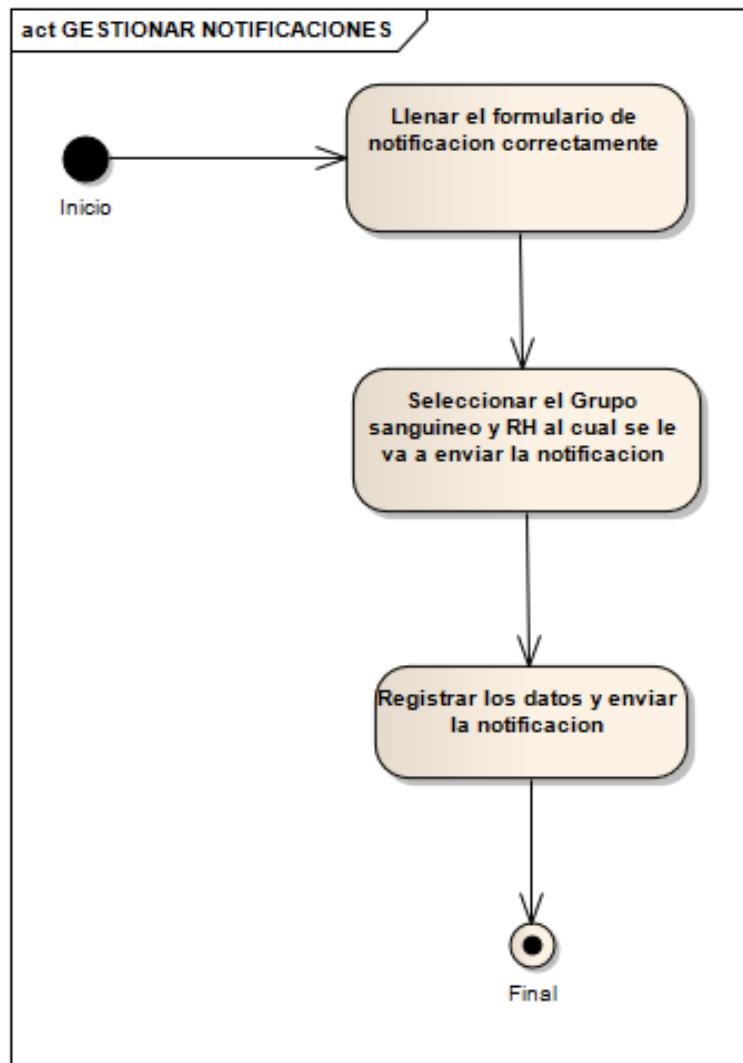 act GESTIONAR NOTIFICACIONES
Llenar el formulario de
notificacion correctamente
Inicio
Seleccionar el Grupo
sanguineo y RH al cual se le
va a enviar la notificacion
Registrar los datos y enviar
la notificacion
Final